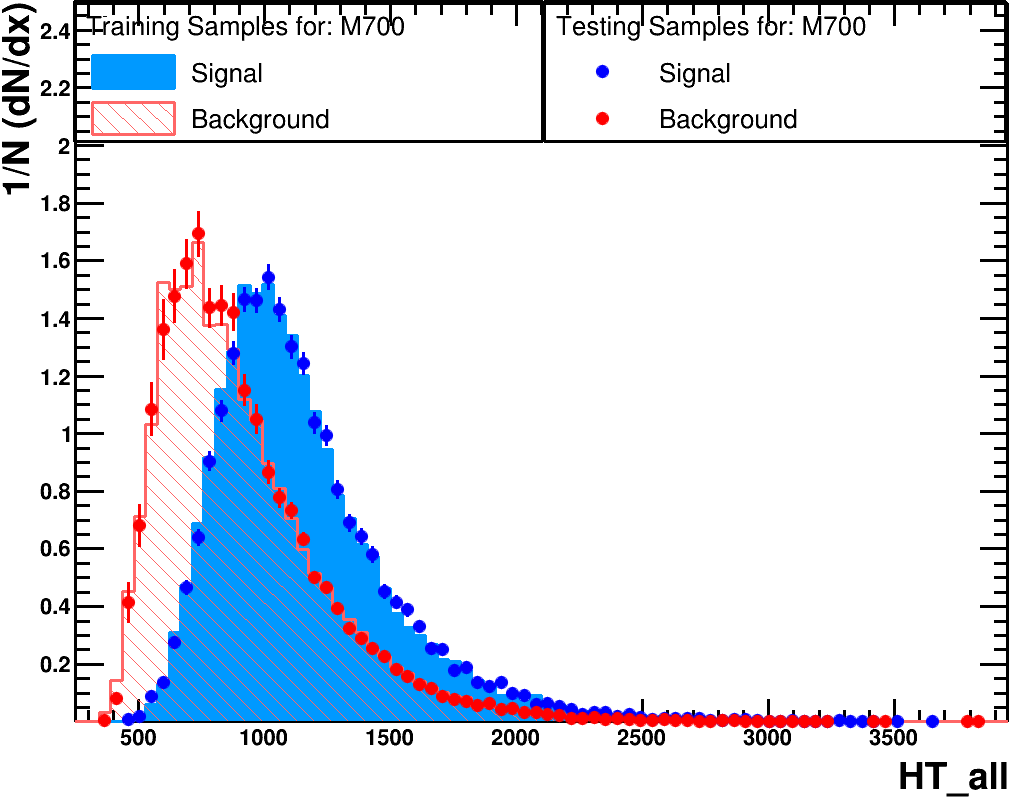 1/N (dN/dx)
Training Samples for: M700
Signal
Background
Testing Samples for: M700
Signal
Background
2.4
2.2
2
1.8
1.6
1.4
1.2
1
0.8
0.6
0.4
0.2
500 1000 1500 2000 2500 3000 3500
HT_all